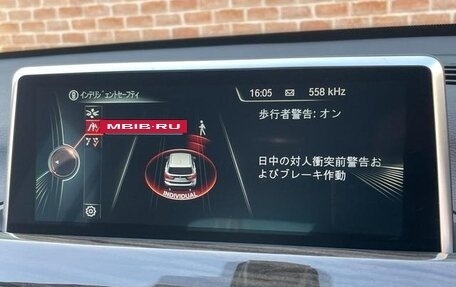 インテリジェントセーフティ
16:05
558 kHz
歩行者警告: オン
MBIB.RU
日中の対人衝突前警告お
よびブレーキ作動
INDIVIDUAL